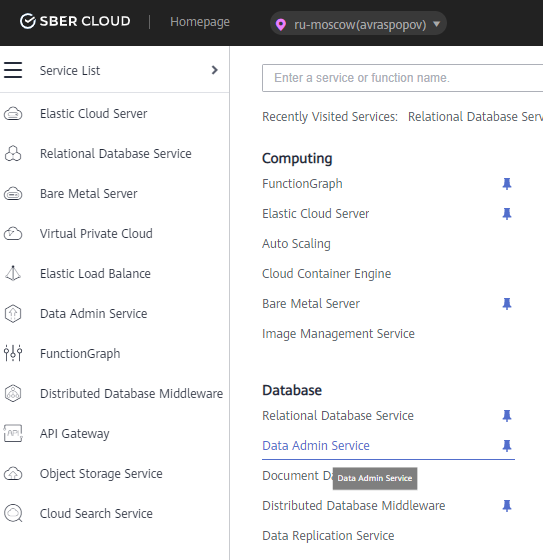 SBER CLOUD
Homepage
ru-moscow(avraspopov)
Service List
Elastic Cloud Server
Relational Database Service
Bare Metal Server
Virtual Private Cloud
Elastic Load Balance
Data Admin Service
FunctionGraph
Distributed Database Middleware
API Gateway
Object Storage Service
Cloud Search Service
Enter a service or function name.
Recently Visited Services: Relational Database Serv
Computing
FunctionGraph
Elastic Cloud Server
Auto Scaling
Cloud Container Engine
Bare Metal Server
Image Management Service
Database
Relational Database Service
Data Admin Service
Document Da
Data Admin Service
Distributed Database Middleware
Data Replication Service